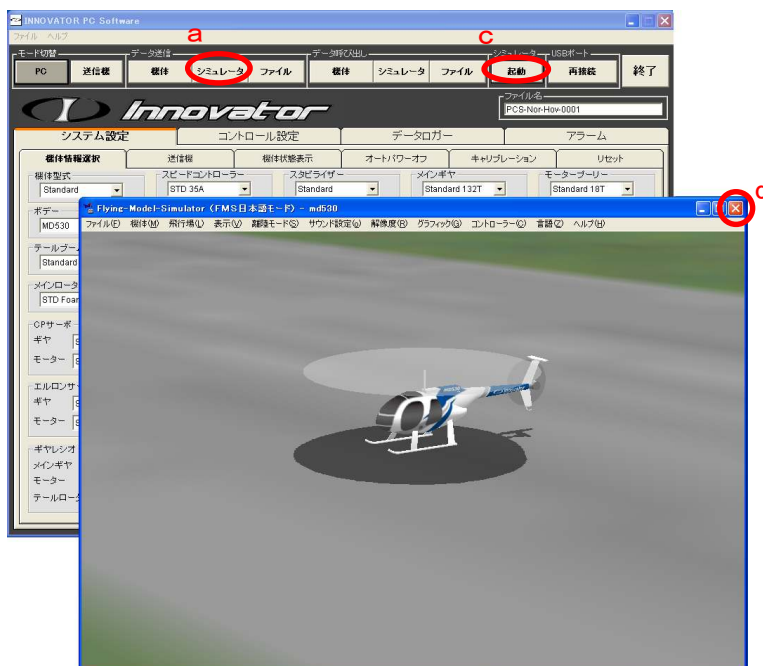 a
c
INNOVATOR PC Software
ファイル ヘルプ
モード切替 データ送信 データ呼び出し シミュレータ USBポート
PC 送信機 機体 シミュレータ ファイル 機体 シミュレータ ファイル 起動 再接続 終了
Innovator
ファイル名
PCS-Nor-Hov-0001
システム設定 コントロール設定 データロガー アラーム
機体情報選択 送信機 機体状態表示 オートパワーオフ キャリブレーション リセット
機体型式 スピードコントローラー スタビライザー メインギヤ モータープーリー
Standard STD 35A Standard Standard 132T Standard 18T
ボデー
MD530
テールブーム
Standard
メインロータ
STD Foar
CPサーボ
ギヤ
モーター
エルロンサ
ギヤ
モーター
ギヤレシオ
メインギヤ
モーター
テールロータ
Flying-Model-Simulator (FMS日本語モード) - md530
ファイル(F) 機体(M) 飛行場(L) 表示(V) 離陸モード(S) サウンド設定(o) 解像度(R) グラフィック(G) コントローラー(C) 言語(Z) ヘルプ(H)